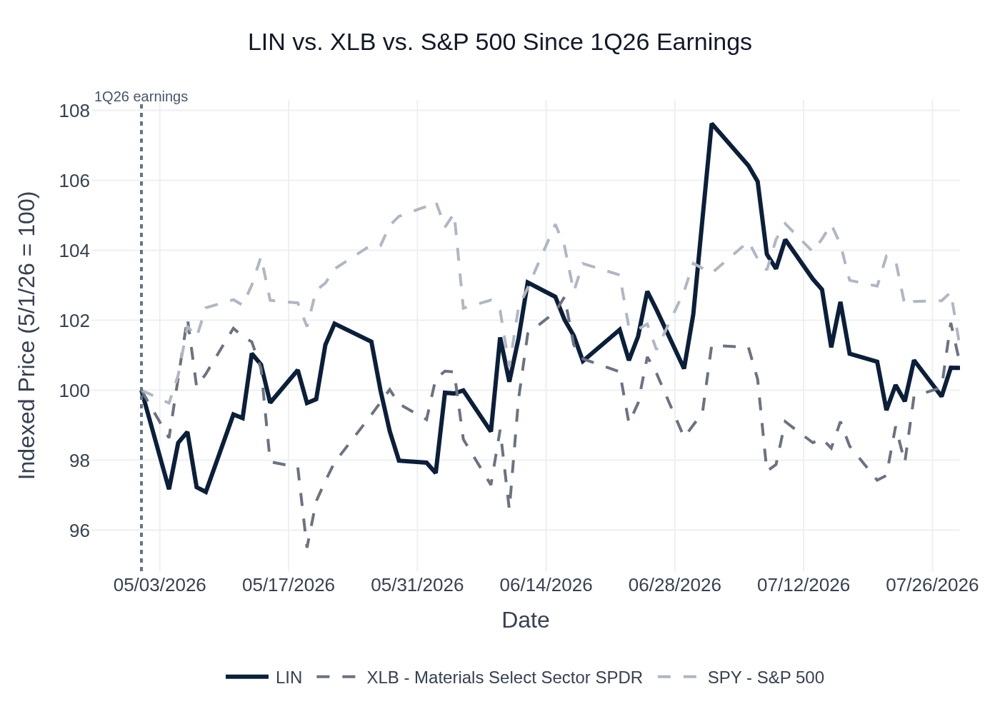 LIN vs. XLB vs. S&P 500 Since 1Q26 Earnings
1Q26 earnings
108
106
104
102
100
98
96
Indexed Price (5/1/26 = 100)
05/03/2026 05/17/2026 05/31/2026 06/14/2026 06/28/2026 07/12/2026 07/26/2026
Date
LIN XLB - Materials Select Sector SPDR SPY - S&P 500